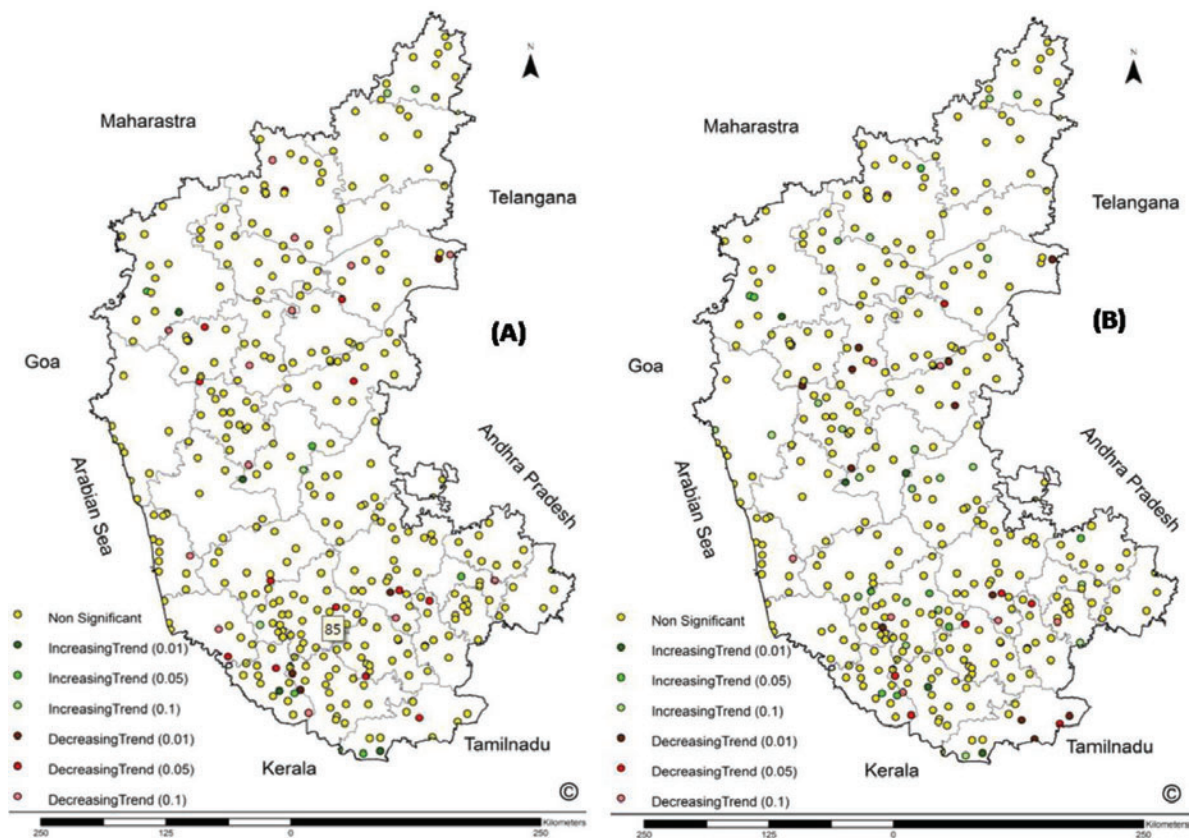 N
Maharastra
Telangana
(A)
Goa
Andhra Pradesh
Arabian Sea
85
Non Significant
IncreasingTrend (0.01)
IncreasingTrend (0.05)
IncreasingTrend (0.1)
DecreasingTrend (0.01)
DecreasingTrend (0.05)
DecreasingTrend (0.1)
Kerala
Tamilnadu
©
250 125 0 250
Kilometers
N
Maharastra
Telangana
(B)
Goa
Andhra Pradesh
Arabian Sea
Non Significant
IncreasingTrend (0.01)
IncreasingTrend (0.05)
IncreasingTrend (0.1)
DecreasingTrend (0.01)
DecreasingTrend (0.05)
DecreasingTrend (0.1)
Kerala
Tamilnadu
©
250 125 0 250
Kilometers